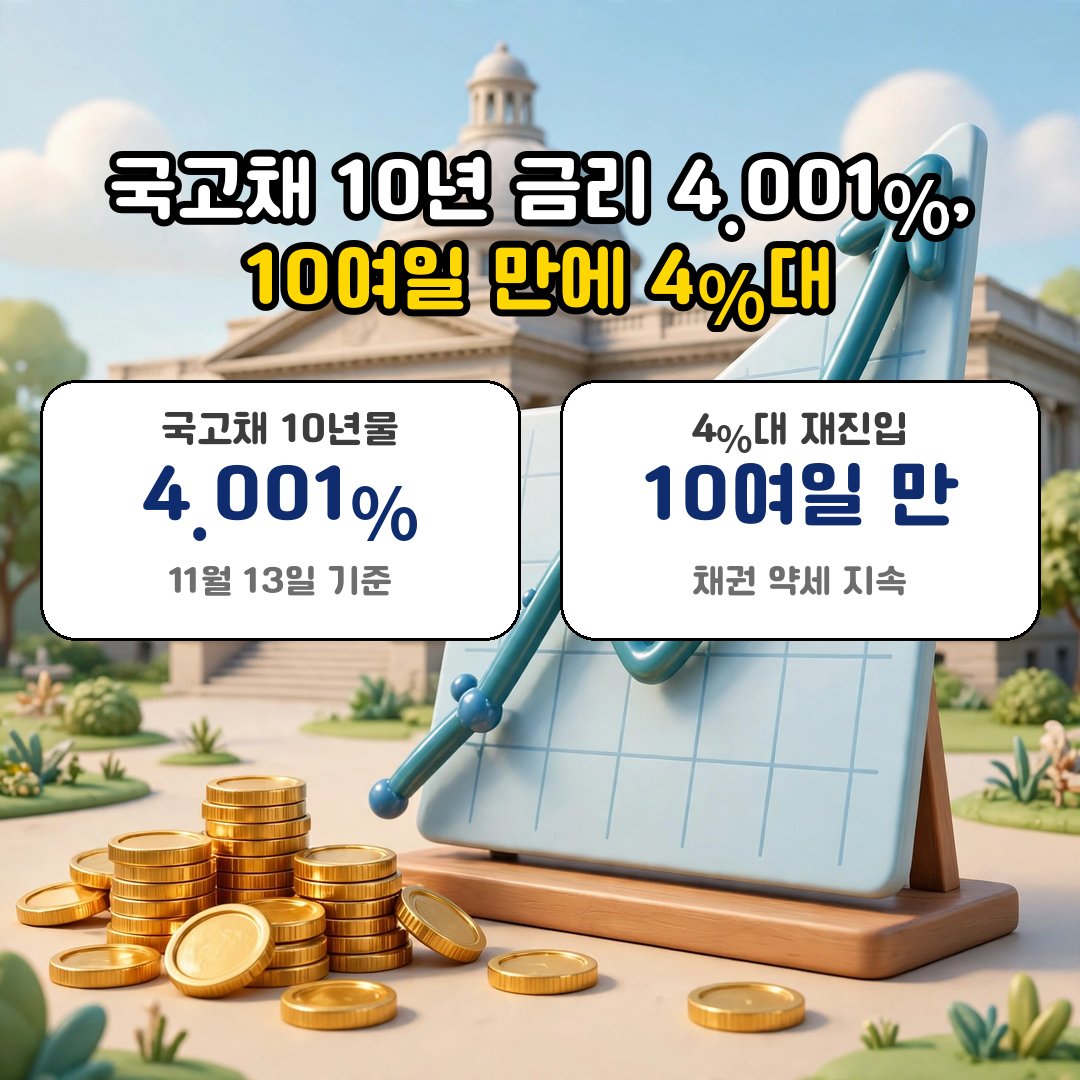 국고채 10년 금리 4.001%,
10여일 만에 4%대
국고채 10년물
4.001%
11월 13일 기준
4%대 재진입
10여일 만
채권 약세 지속